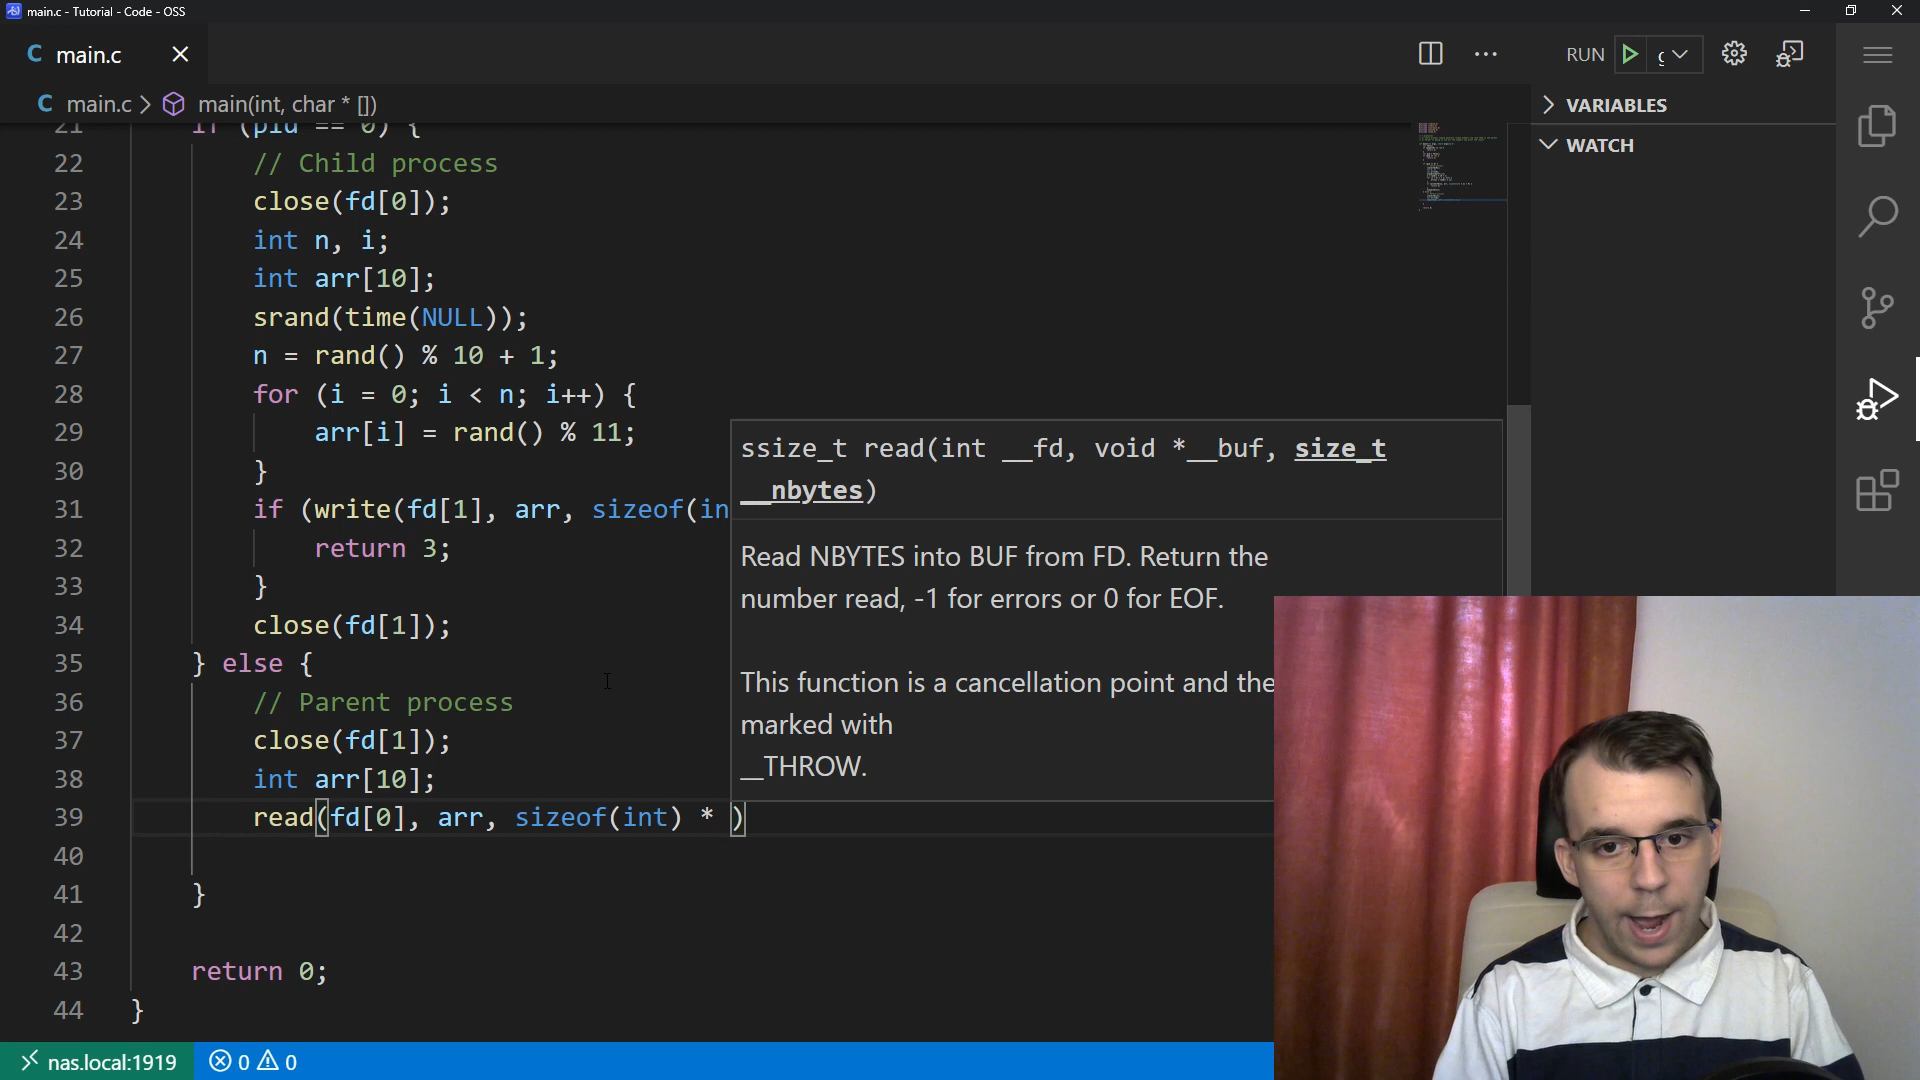 main.c - Tutorial - Code - OSS
C main.c
RUN
C main.c > main(int, char * [])
VARIABLES
WATCH
21 if (pid == 0) {
22 // Child process
23 close(fd[0]);
24 int n, i;
25 int arr[10];
26 srand(time(NULL));
27 n = rand() % 10 + 1;
28 for (i = 0; i < n; i++) {
29 arr[i] = rand() % 11;
30 }
31 if (write(fd[1], arr, sizeof(in
32 return 3;
33 }
34 close(fd[1]);
35 } else {
36 // Parent process
37 close(fd[1]);
38 int arr[10];
39 read(fd[0], arr, sizeof(int) * )
40
41 }
42
43 return 0;
44 }
ssize_t read(int __fd, void *__buf, size_t
__nbytes)
Read NBYTES into BUF from FD. Return the
number read, -1 for errors or 0 for EOF.
This function is a cancellation point and the
marked with
__THROW.
nas.local:1919 0 0